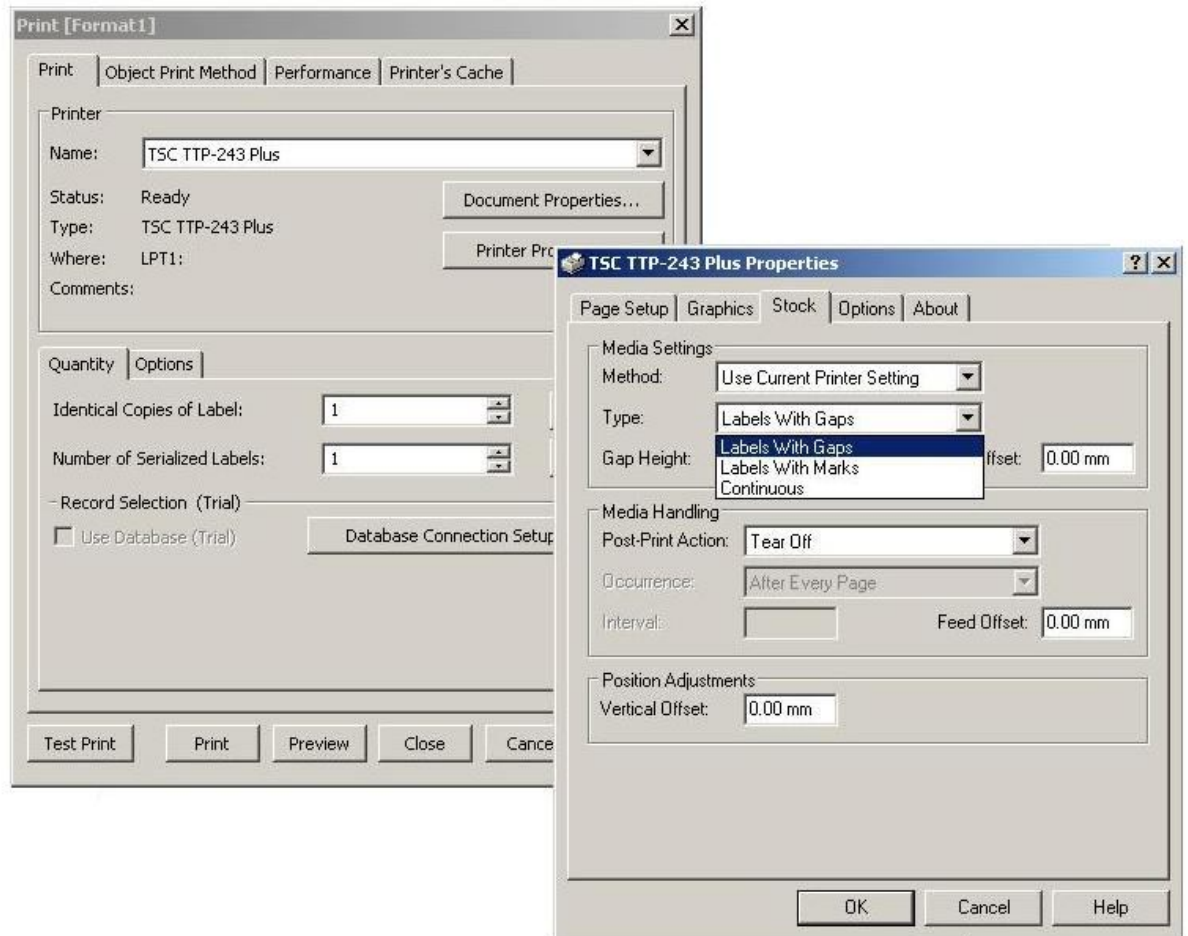 Print [Format1]
Print
Object Print Method
Performance
Printer's Cache
Printer
Name:
TSC TTP-243 Plus
Status:
Ready
Document Properties...
Type:
TSC TTP-243 Plus
Printer
Where:
LPT1:
Comments:
Quantity
Options
Identical Copies of Label:
1
Number of Serialized Labels:
1
Record Selection (Trial)
Use Database (Trial)
Database Connection Setup
Test Print
Print
Preview
Close
TSC TTP-243 Plus Properties
Page Setup
Graphics
Stock
Options
About
Media Settings
Method:
Use Current Printer Setting
Type:
Labels With Gaps
Labels With Gaps
Labels With Marks
Continuous
Gap Height:
0.00 mm
Media Handling
Post-Print Action:
Tear Off
Occurrence:
After Every Page
Interval:
Feed Offset:
0.00 mm
Position Adjustments
Vertical Offset:
0.00 mm
OK
Cancel
Help